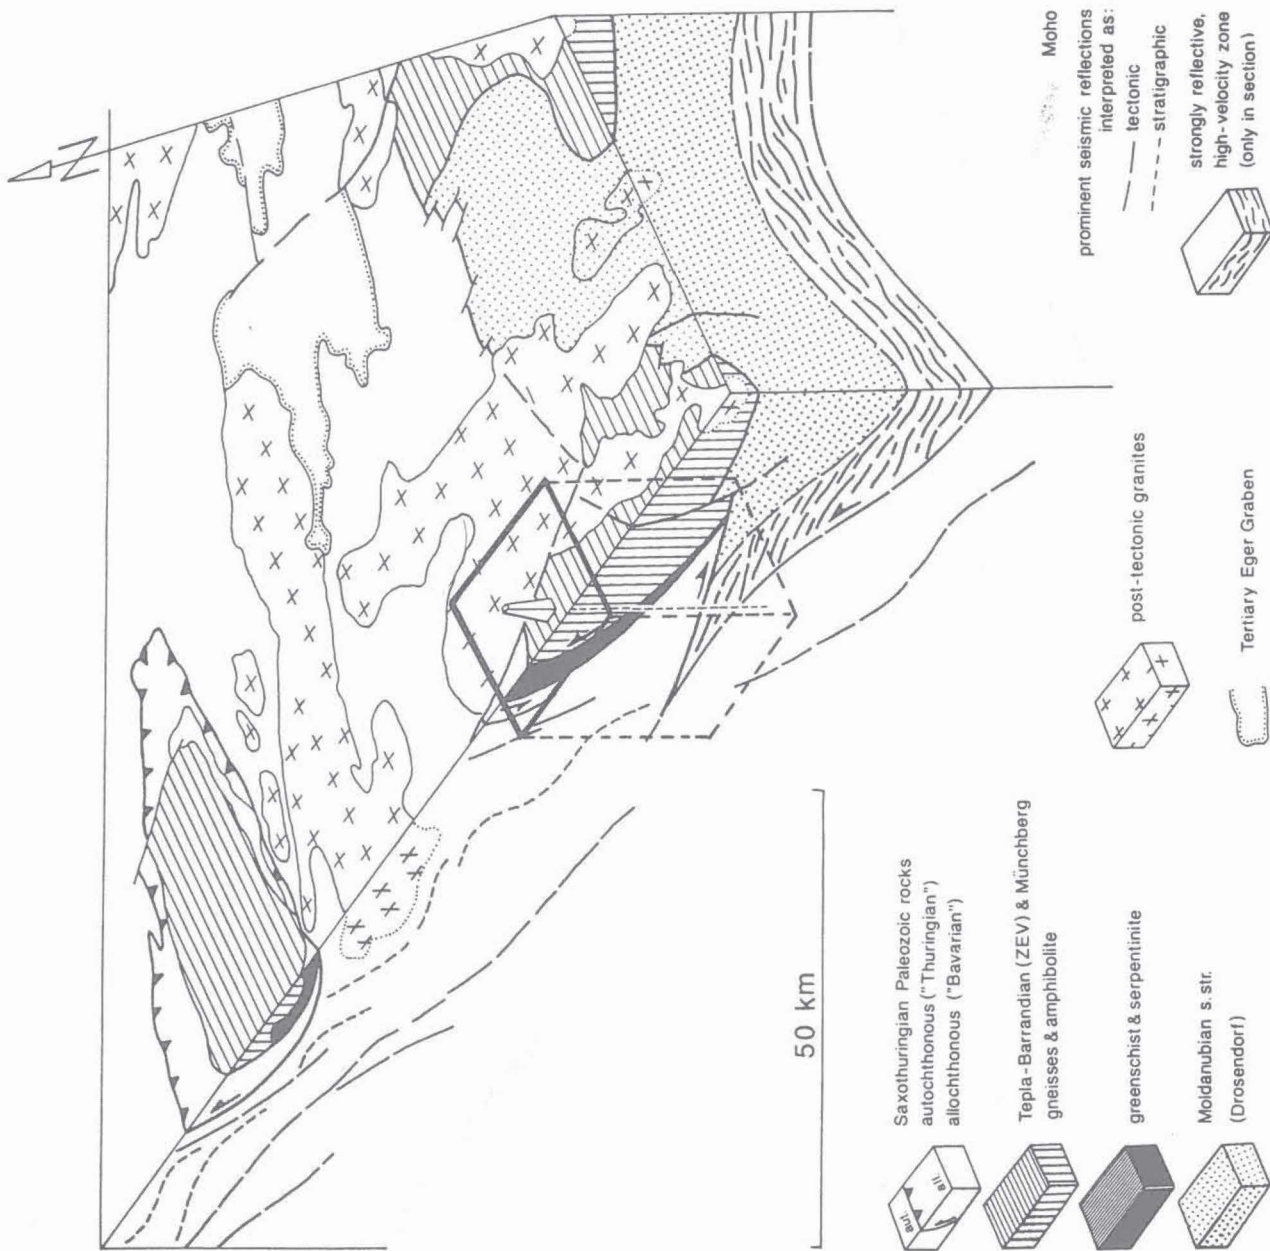 N
50 km
Saxothuringian Paleozoic rocks
autochthonous ("Thuringian")
allochthonous ("Bavarian")
aut.
all.
Tepla-Barrandian (ZEV) & Münchberg
gneisses & amphibolite
greenschist & serpentinite
Moldanubian s. str.
(Drosendorf)
post-tectonic granites
Tertiary Eger Graben
Moho
prominent seismic reflections
interpreted as:
tectonic
stratigraphic
strongly reflective,
high-velocity zone
(only in section)